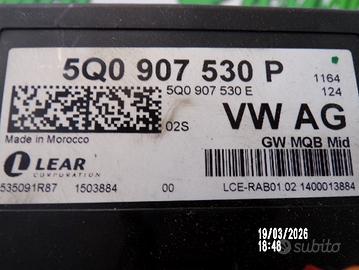 5Q0 907 530 P 1164
5Q0 907 530 E 124
02S VW AG
Made in Morocco GW MQB Mid
LEAR
CORPORATION
535091R87 1503884 00 LCE-RAB01.02 1400013884
19/03/2026
18:48
subito